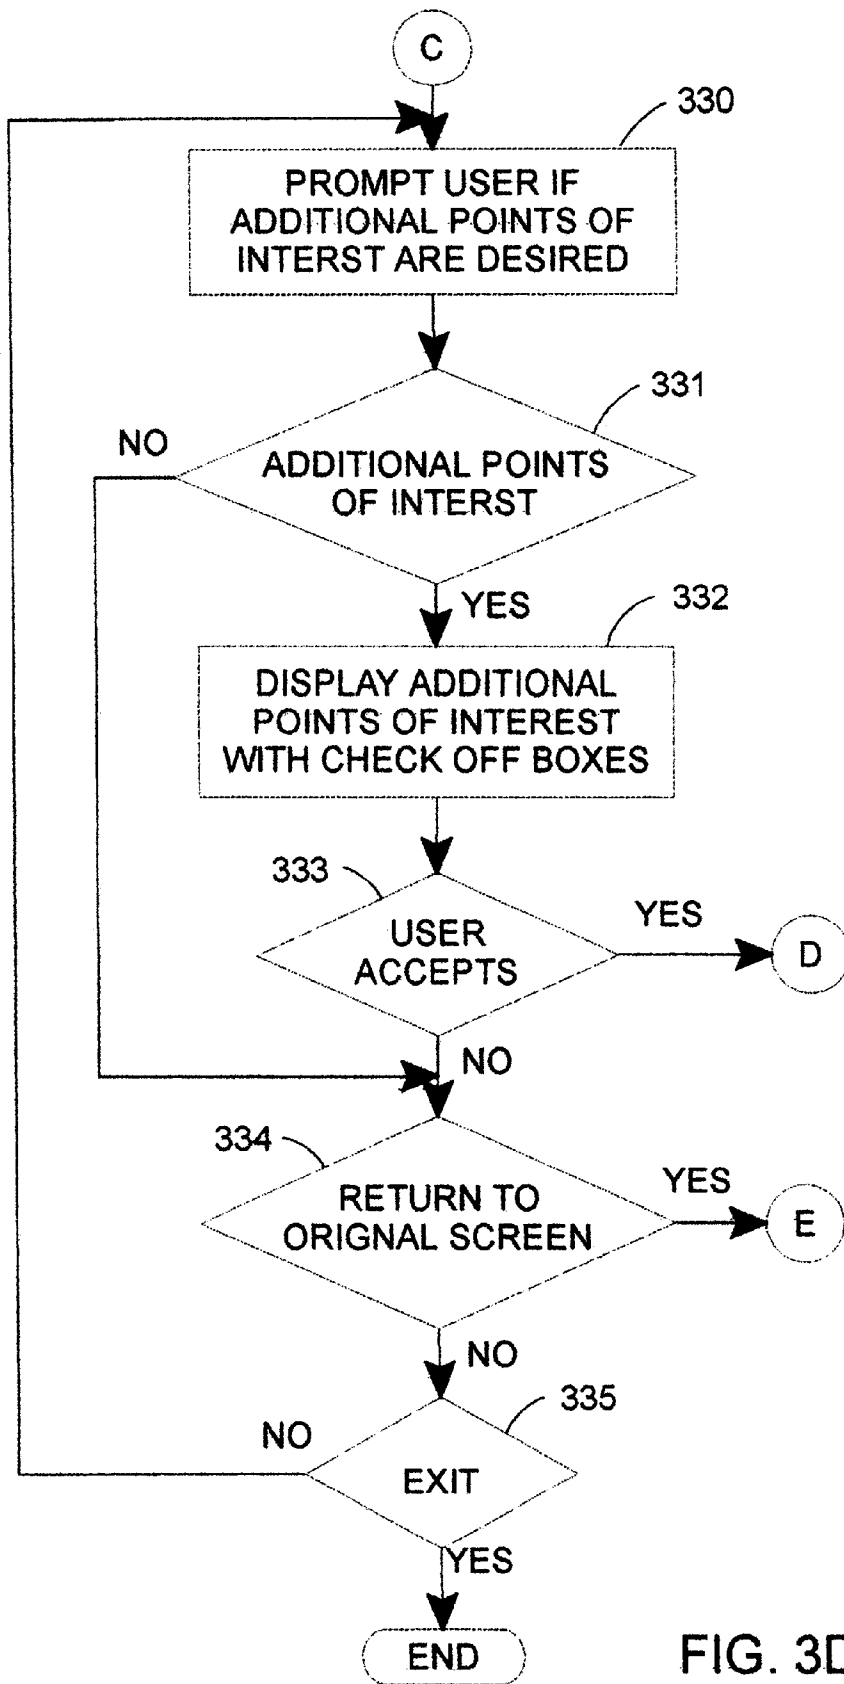 C
330
PROMPT USER IF
ADDITIONAL POINTS OF
INTERST ARE DESIRED
331
NO
ADDITIONAL POINTS
OF INTERST
YES
332
DISPLAY ADDITIONAL
POINTS OF INTEREST
WITH CHECK OFF BOXES
333
YES
USER
ACCEPTS
D
NO
334
YES
RETURN TO
ORIGNAL SCREEN
E
NO
335
NO
EXIT
YES
END
FIG. 3D